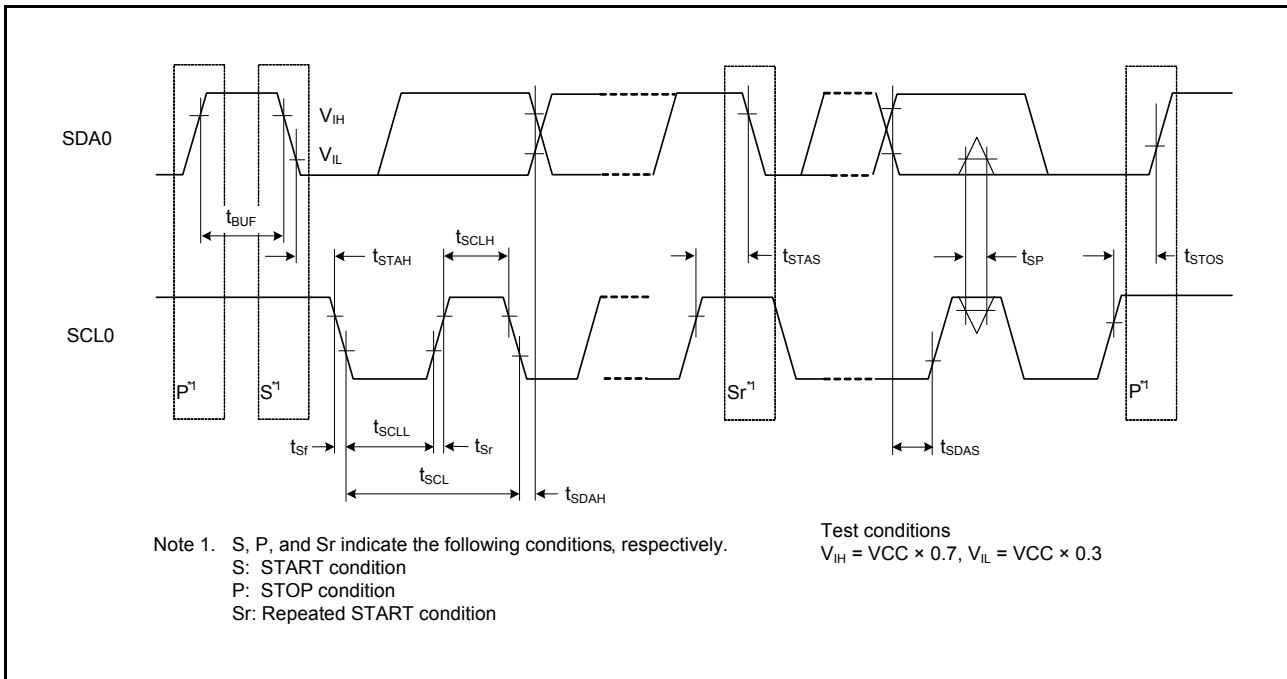 SDA0
V_IH
V_IL
t_BUF
t_STAH
t_SCLH
t_STAS
t_SP
t_STOS
SCL0
P*1
S*1
Sr*1
P*1
t_Sf
t_SCLL
t_Sr
t_SDAS
t_SCL
t_SDAH
Note 1. S, P, and Sr indicate the following conditions, respectively.
S: START condition
P: STOP condition
Sr: Repeated START condition
Test conditions
V_IH = VCC × 0.7, V_IL = VCC × 0.3